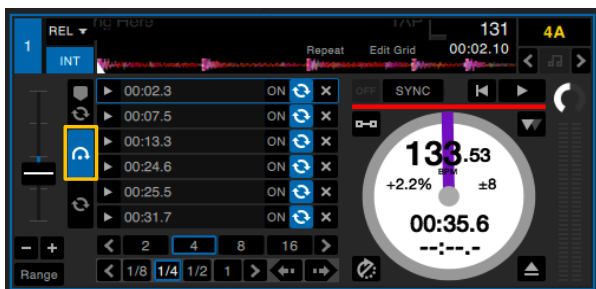 1 REL ng Here TAP 131 4A
INT Repeat Edit Grid 00:02.10
00:02.3 ON OFF SYNC
00:07.5 ON
00:13.3 ON
00:24.6 ON
00:25.5 ON
00:31.7 ON
133.53
BPM
+2.2% ±8
00:35.6
--:--.-
- + 2 4 8 16
Range 1/8 1/4 1/2 1